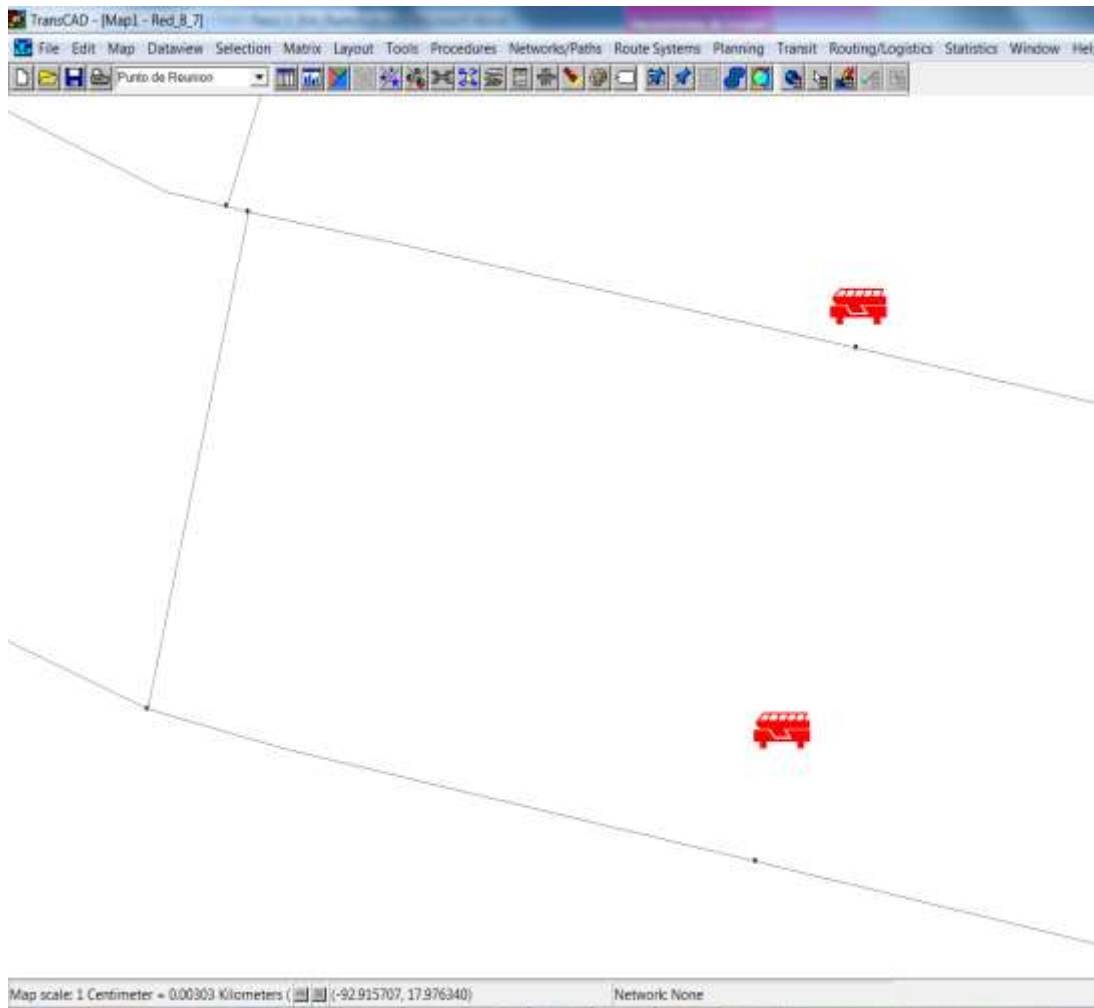 TransCAD - [Map1 - Red_8_7]
File Edit Map Dataview Selection Matrix Layout Tools Procedures Networks/Paths Route Systems Planning Transit Routing/Logistics Statistics Window Hel
Punto de Reunion
Map scale: 1 Centimeter = 0.00303 Kilometers ( (-92.915707, 17.976340) Network: None